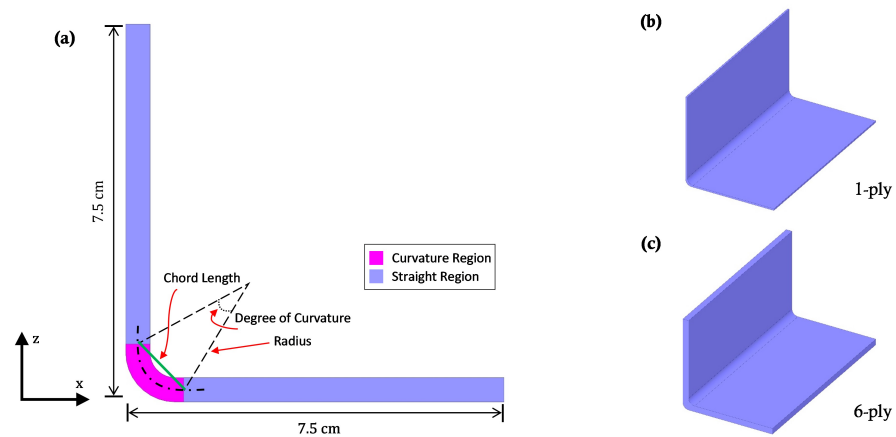 (a)
7.5 cm
Chord Length
Degree of Curvature
Radius
Curvature Region
Straight Region
z
x
7.5 cm
(b)
1-ply
(c)
6-ply